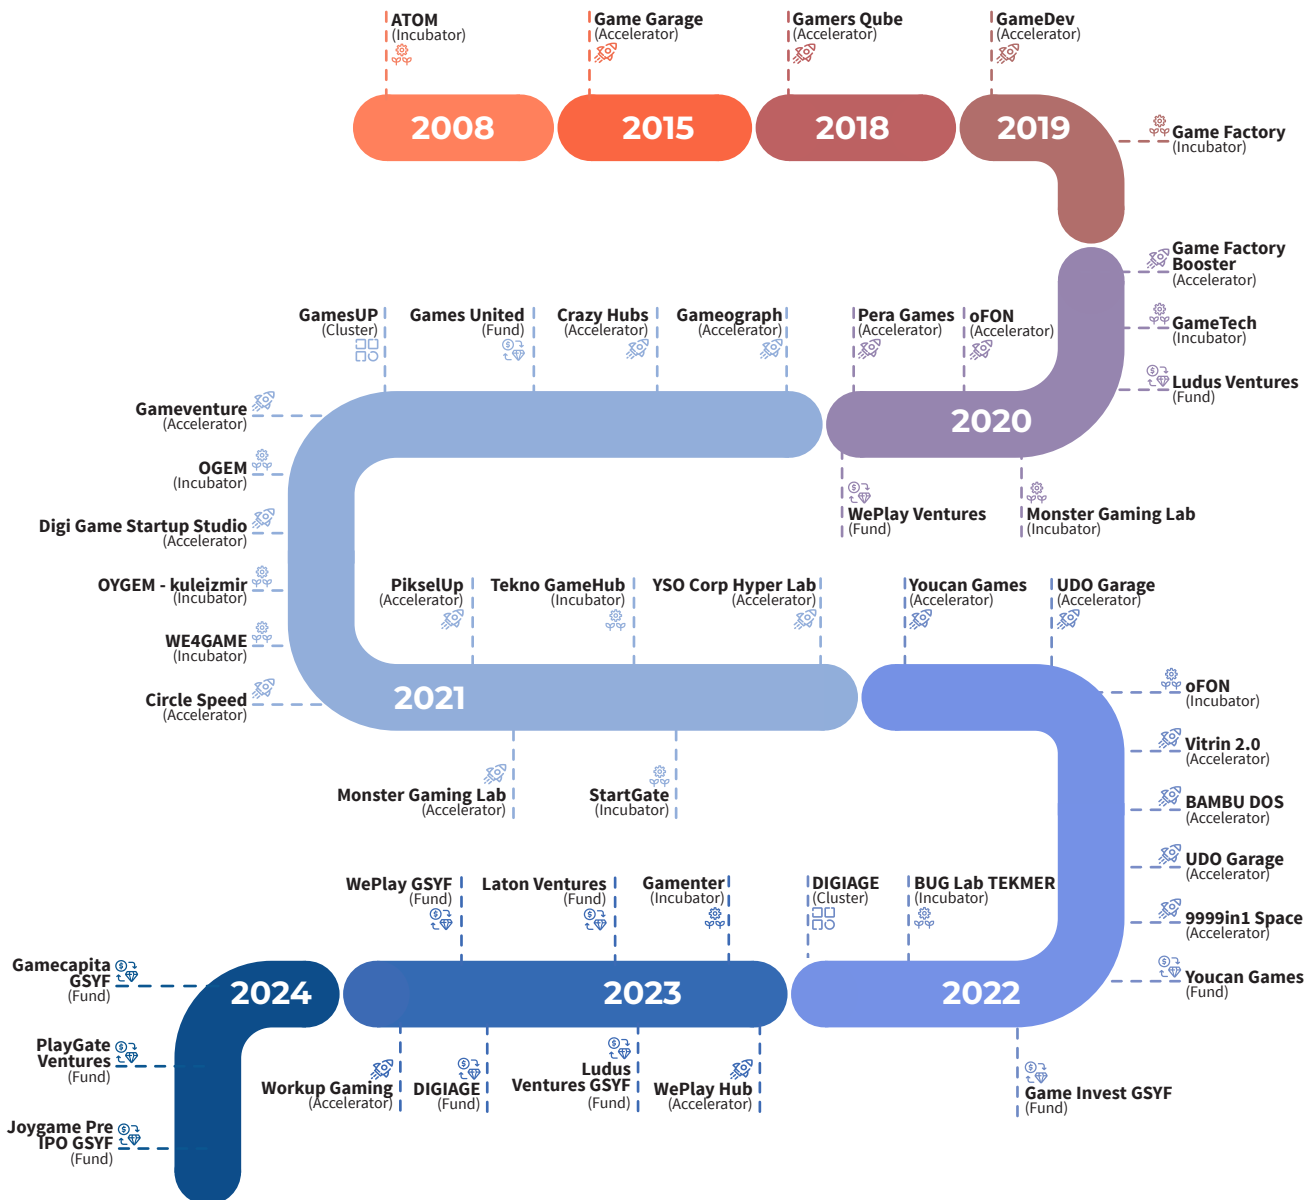 ATOM
(Incubator)
Game Garage
(Accelerator)
Gamers Qube
(Accelerator)
GameDev
(Accelerator)
2008
2015
2018
2019
Game Factory
(Incubator)
Game Factory
Booster
(Accelerator)
GameTech
(Incubator)
Ludus Ventures
(Fund)
GamesUP
(Cluster)
Games United
(Fund)
Crazy Hubs
(Accelerator)
Gameograph
(Accelerator)
Pera Games
(Accelerator)
oFON
(Accelerator)
2020
WePlay Ventures
(Fund)
Monster Gaming Lab
(Incubator)
Gameventure
(Accelerator)
OGEM
(Incubator)
Digi Game Startup Studio
(Accelerator)
OYGEM - kuleizmir
(Incubator)
WE4GAME
(Incubator)
Circle Speed
(Accelerator)
PikselUp
(Accelerator)
Tekno GameHub
(Incubator)
YSO Corp Hyper Lab
(Accelerator)
2021
Monster Gaming Lab
(Accelerator)
StartGate
(Incubator)
Youcan Games
(Accelerator)
UDO Garage
(Accelerator)
oFON
(Incubator)
Vitrin 2.0
(Accelerator)
BAMBU DOS
(Accelerator)
UDO Garage
(Accelerator)
9999in1 Space
(Accelerator)
Youcan Games
(Fund)
DIGIAGE
(Cluster)
BUG Lab TEKMER
(Incubator)
2022
Game Invest GSYF
(Fund)
WePlay GSYF
(Fund)
Laton Ventures
(Fund)
Gamenter
(Incubator)
2023
Workup Gaming
(Accelerator)
DIGIAGE
(Fund)
Ludus
Ventures GSYF
(Fund)
WePlay Hub
(Accelerator)
2024
Gamecapita
GSYF
(Fund)
PlayGate
Ventures
(Fund)
Joygame Pre
IPO GSYF
(Fund)